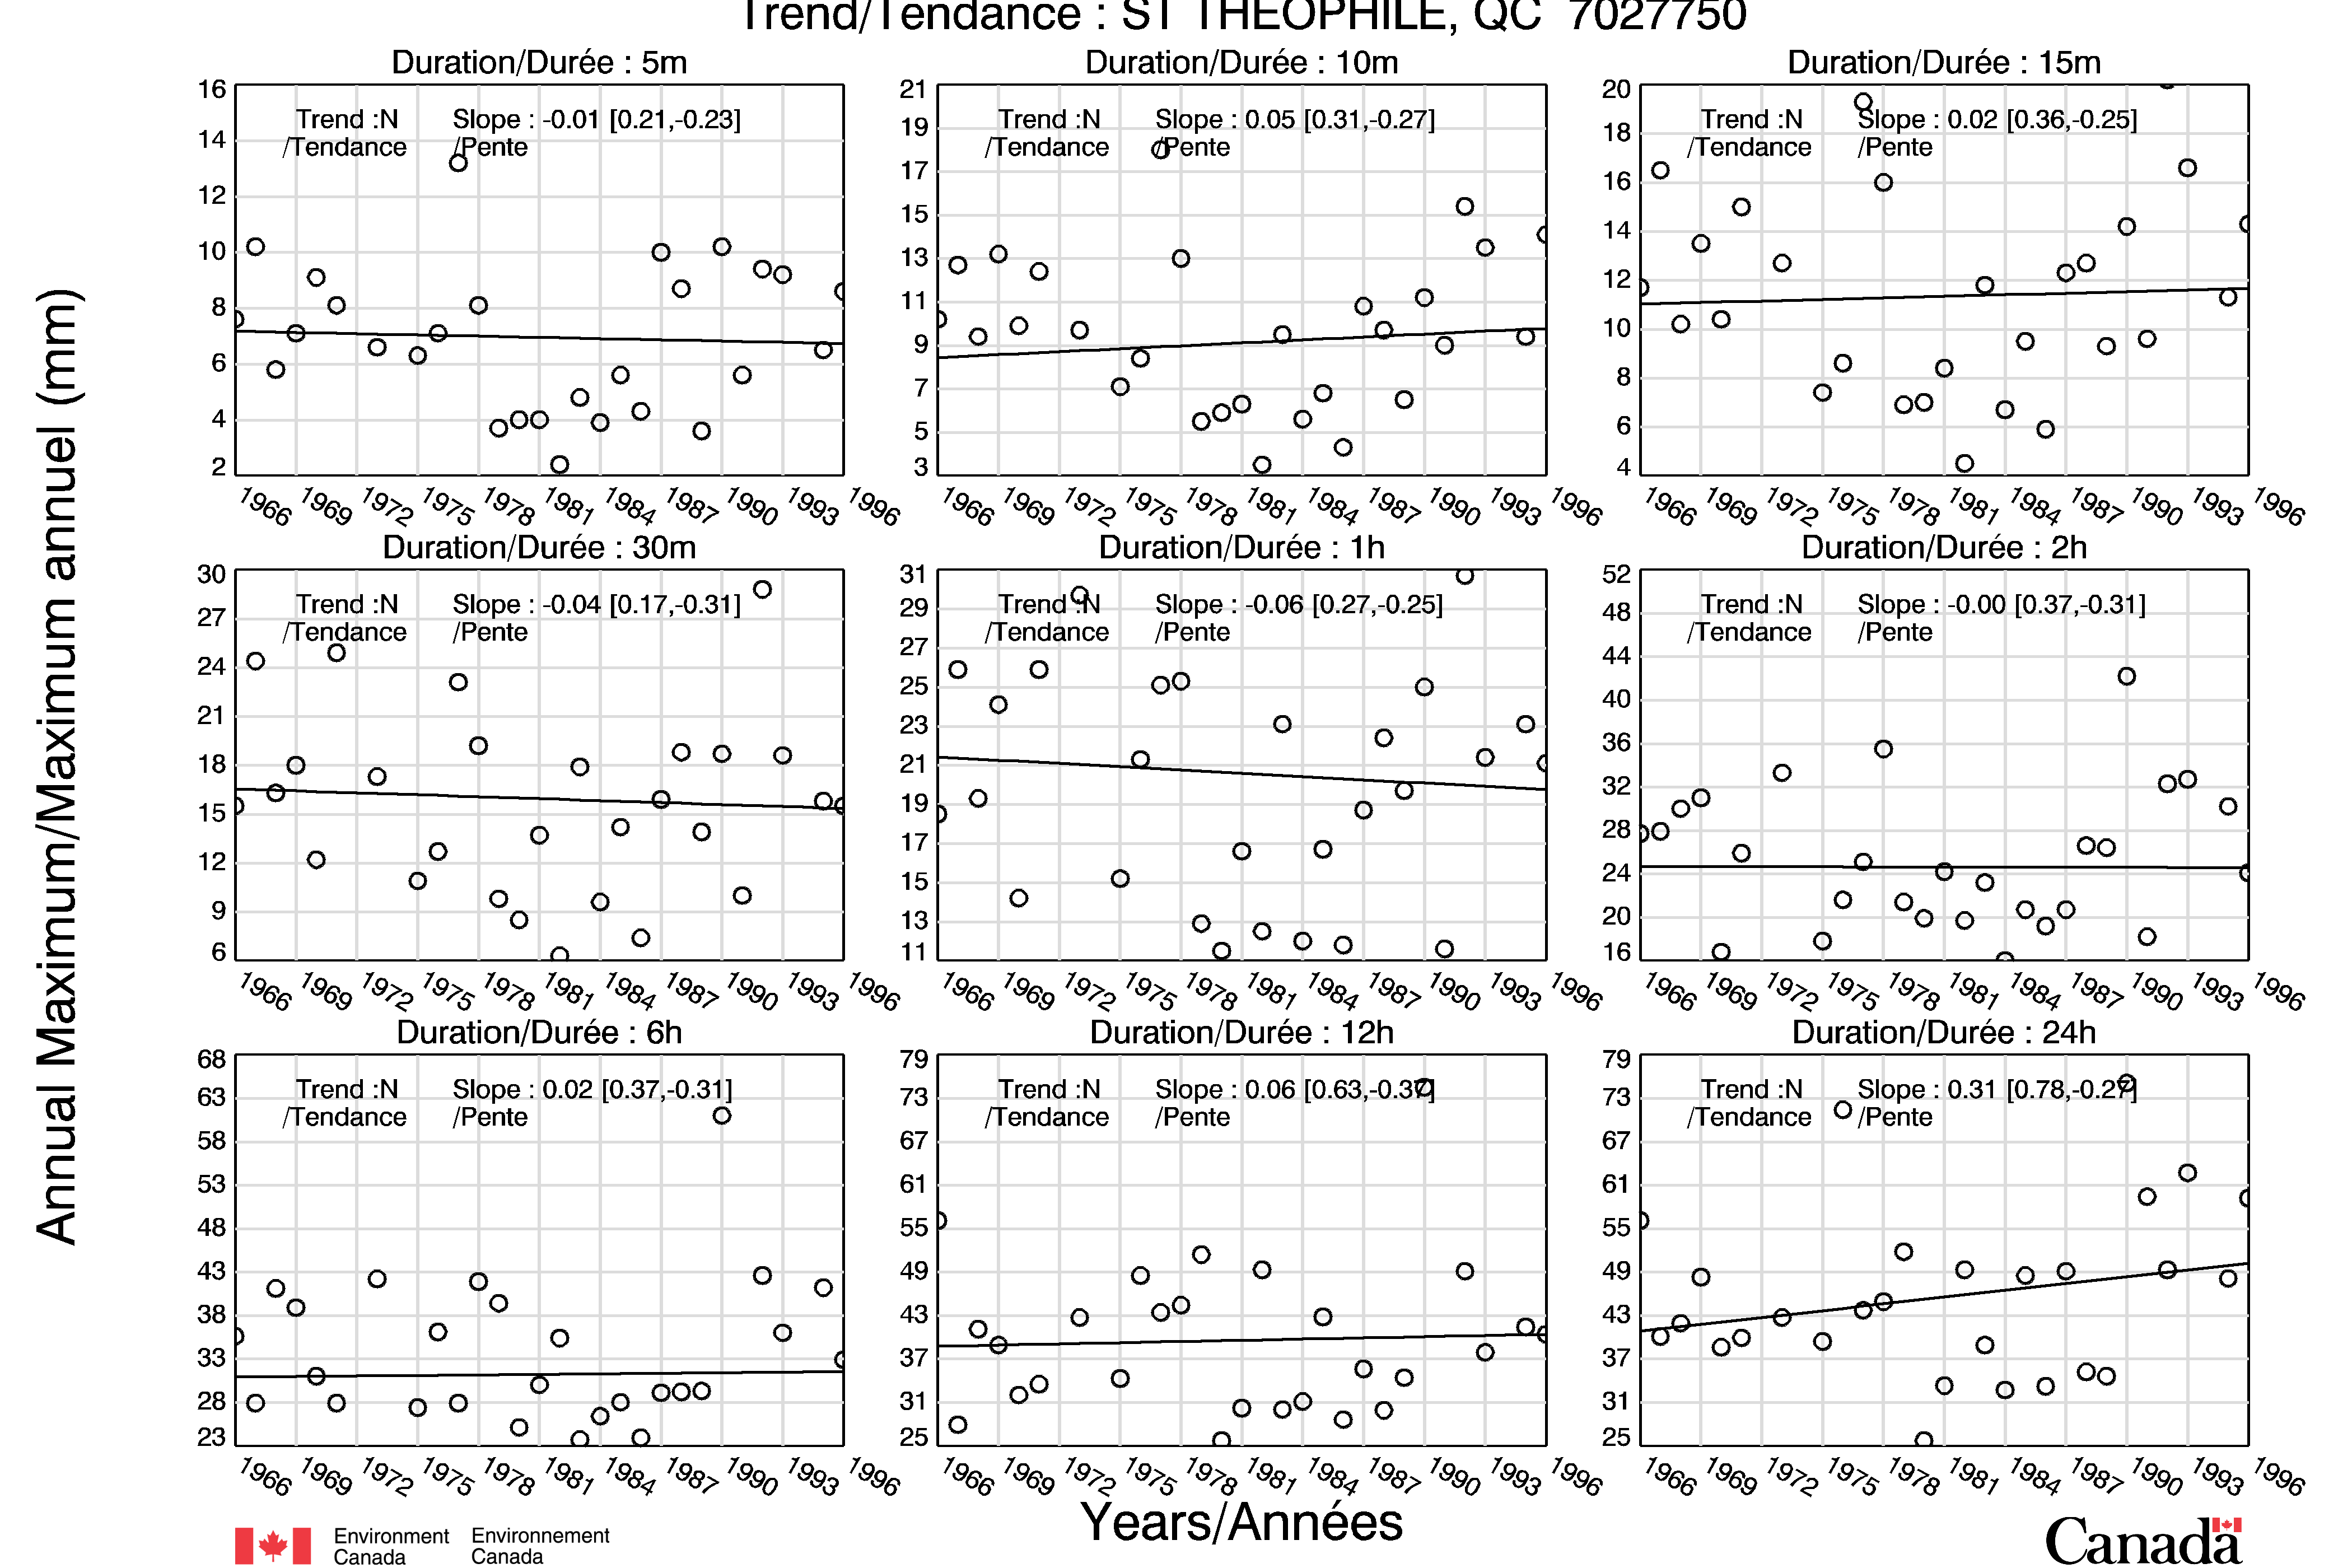 Trend/Tendance : ST THEOPHILE, QC 7027750
Annual Maximum/Maximum annuel (mm)
Duration/Durée : 5m
16
14
12
10
8
6
4
2
Trend :N Slope : -0.01 [0.21,-0.23]
/Tendance /Pente
1966 1969 1972 1975 1978 1981 1984 1987 1990 1993 1996
Duration/Durée : 10m
21
19
17
15
13
11
9
7
5
3
Trend :N Slope : 0.05 [0.31,-0.27]
/Tendance /Pente
1966 1969 1972 1975 1978 1981 1984 1987 1990 1993 1996
Duration/Durée : 15m
20
18
16
14
12
10
8
6
4
Trend :N Slope : 0.02 [0.36,-0.25]
/Tendance /Pente
1966 1969 1972 1975 1978 1981 1984 1987 1990 1993 1996
Duration/Durée : 30m
30
27
24
21
18
15
12
9
6
Trend :N Slope : -0.04 [0.17,-0.31]
/Tendance /Pente
1966 1969 1972 1975 1978 1981 1984 1987 1990 1993 1996
Duration/Durée : 1h
31
29
27
25
23
21
19
17
15
13
11
Trend :N Slope : -0.06 [0.27,-0.25]
/Tendance /Pente
1966 1969 1972 1975 1978 1981 1984 1987 1990 1993 1996
Duration/Durée : 2h
52
48
44
40
36
32
28
24
20
16
Trend :N Slope : -0.00 [0.37,-0.31]
/Tendance /Pente
1966 1969 1972 1975 1978 1981 1984 1987 1990 1993 1996
Duration/Durée : 6h
68
63
58
53
48
43
38
33
28
23
Trend :N Slope : 0.02 [0.37,-0.31]
/Tendance /Pente
1966 1969 1972 1975 1978 1981 1984 1987 1990 1993 1996
Duration/Durée : 12h
79
73
67
61
55
49
43
37
31
25
Trend :N Slope : 0.06 [0.63,-0.37]
/Tendance /Pente
1966 1969 1972 1975 1978 1981 1984 1987 1990 1993 1996
Duration/Durée : 24h
79
73
67
61
55
49
43
37
31
25
Trend :N Slope : 0.31 [0.78,-0.27]
/Tendance /Pente
1966 1969 1972 1975 1978 1981 1984 1987 1990 1993 1996
Years/Années
Environment Environnement
Canada Canada
Canada